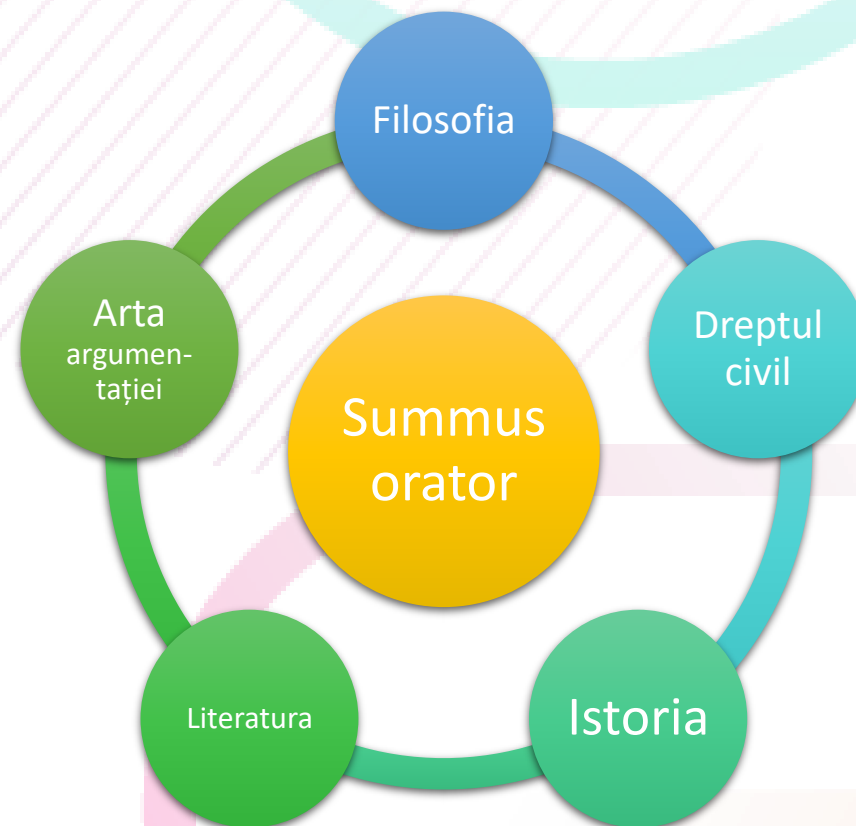 Filosofia
Arta
argumen-
tației
Dreptul
civil
Summus
orator
Literatura
Istoria